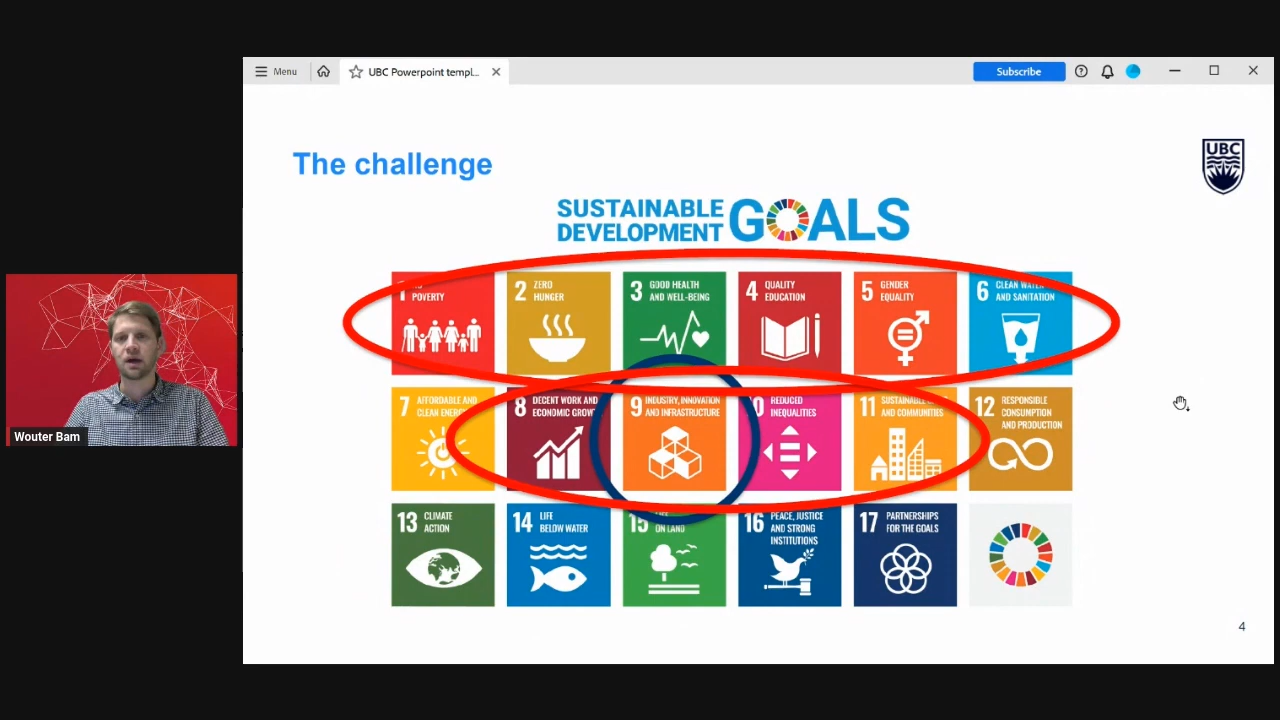 Menu
UBC Powerpoint templ...
Subscribe
The challenge
UBC
SUSTAINABLE
DEVELOPMENT
GOALS
1
POVERTY
2 ZERO
HUNGER
3 GOOD HEALTH
AND WELL-BEING
4 QUALITY
EDUCATION
5 GENDER
EQUALITY
6 CLEAN WATER
AND SANITATION
7 AFFORDABLE AND
CLEAN ENERGY
8 DECENT WORK AND
ECONOMIC GROWTH
9 INDUSTRY, INNOVATION
AND INFRASTRUCTURE
0 REDUCED
INEQUALITIES
11 SUSTAINABLE
AND COMMUNITIES
12 RESPONSIBLE
CONSUMPTION
AND PRODUCTION
13 CLIMATE
ACTION
14 LIFE
BELOW WATER
15 LIFE
ON LAND
16 PEACE, JUSTICE
AND STRONG
INSTITUTIONS
17 PARTNERSHIPS
FOR THE GOALS
Wouter Bam
4